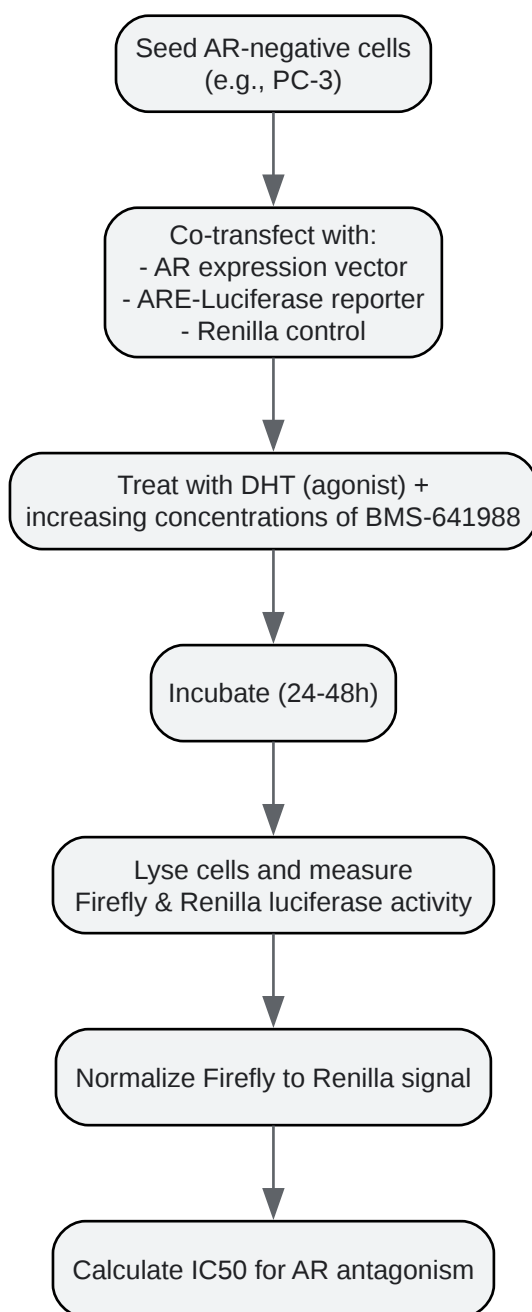 Seed AR-negative cells
(e.g., PC-3)
Co-transfect with:
- AR expression vector
- ARE-Luciferase reporter
- Renilla control
Treat with DHT (agonist) +
increasing concentrations of BMS-641988
Incubate (24-48h)
Lyse cells and measure
Firefly & Renilla luciferase activity
Normalize Firefly to Renilla signal
Calculate IC50 for AR antagonism